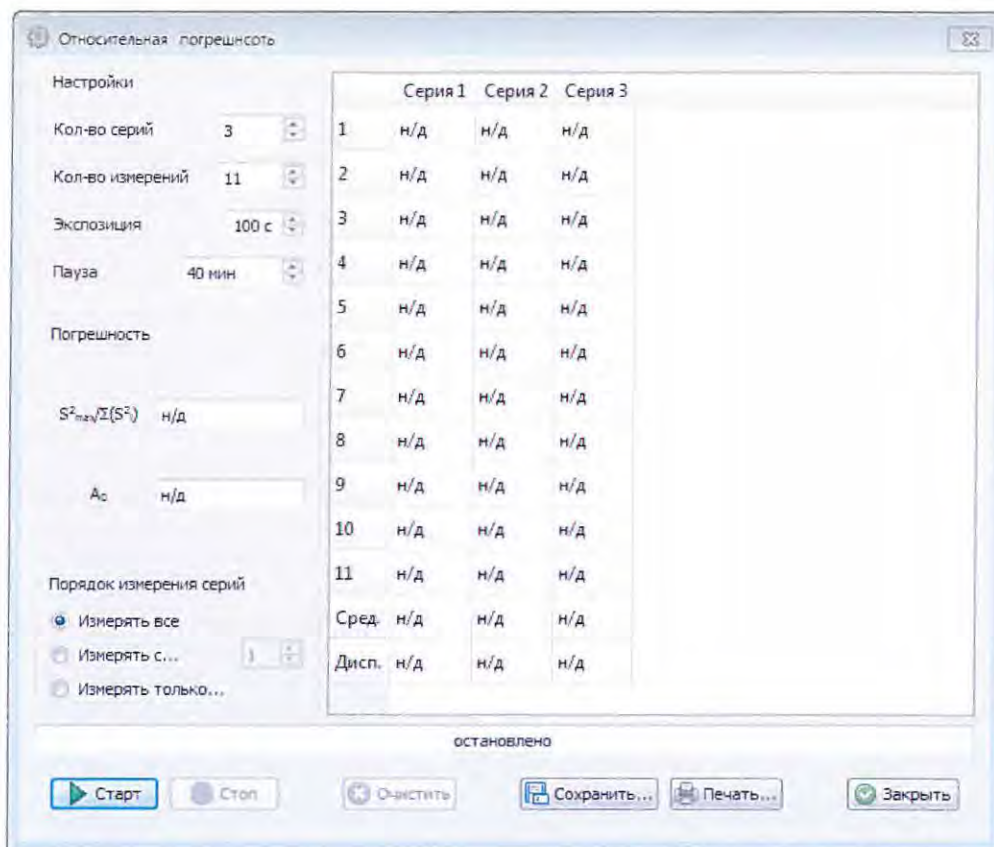 Относительная погрешнсоть
Настройки
Кол-во серий 3
Кол-во измерений 11
Экспозиция 100 с
Пауза 40 мин
Погрешность
S²max/Σ(S²i) н/д
A₀ н/д
Порядок измерения серий
Измерять все
Измерять с... 1
Измерять только...
Серия 1 Серия 2 Серия 3
1 н/д н/д н/д
2 н/д н/д н/д
3 н/д н/д н/д
4 н/д н/д н/д
5 н/д н/д н/д
6 н/д н/д н/д
7 н/д н/д н/д
8 н/д н/д н/д
9 н/д н/д н/д
10 н/д н/д н/д
11 н/д н/д н/д
Сред. н/д н/д н/д
Дисп. н/д н/д н/д
остановлено
Старт Стоп Очистить Сохранить... Печать... Закрыть